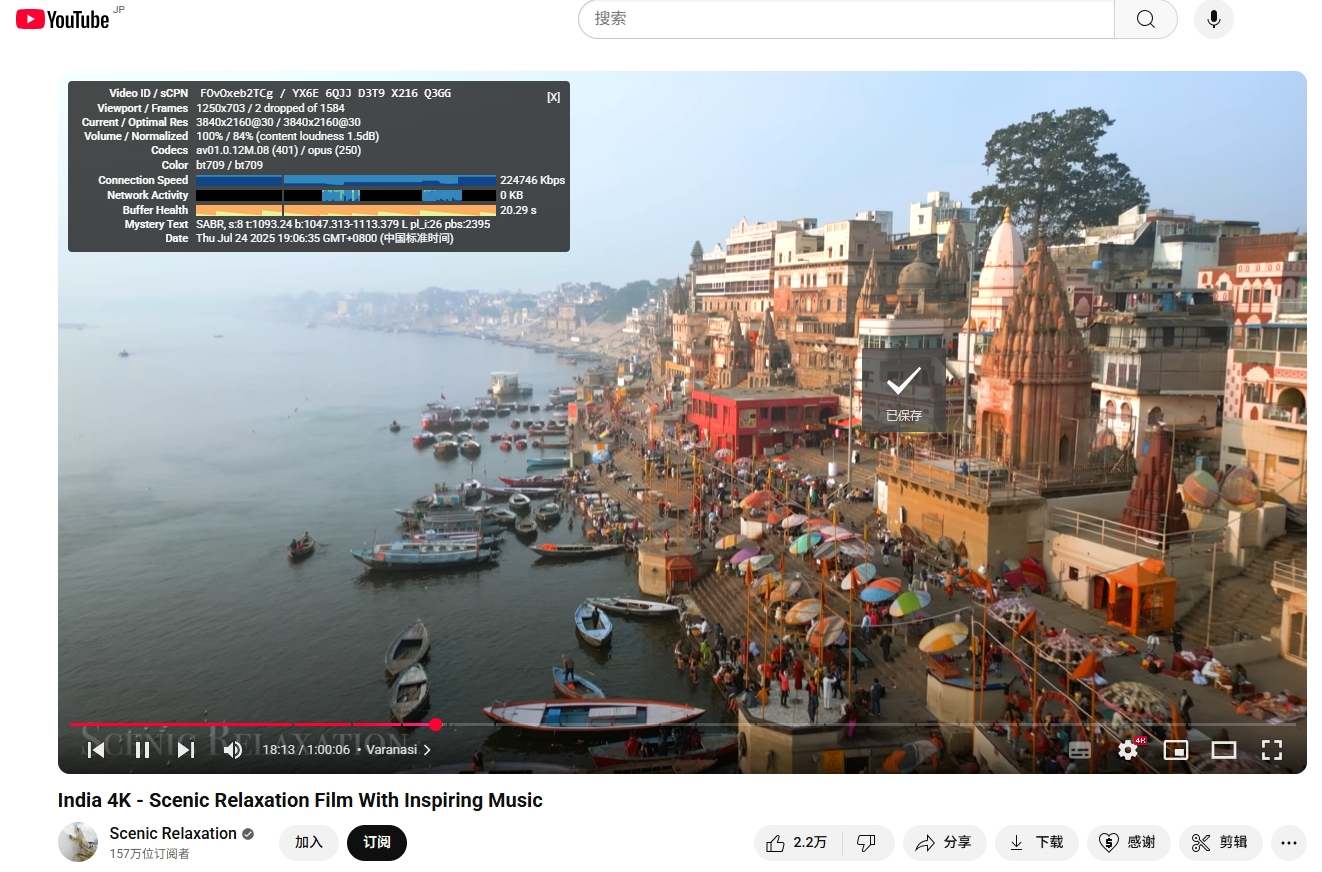 YouTube JP
搜索
Video ID / sCPN FOvOxeb2TCg / YX6E 6QJJ D3T9 X216 Q3GG [X]
Viewport / Frames 1250x703 / 2 dropped of 1584
Current / Optimal Res 3840x2160@30 / 3840x2160@30
Volume / Normalized 100% / 84% (content loudness 1.5dB)
Codecs av01.0.12M.08 (401) / opus (250)
Color bt709 / bt709
Connection Speed 224746 Kbps
Network Activity 0 KB
Buffer Health 20.29 s
Mystery Text SABR, s:8 t:1093.24 b:1047.313-1113.379 L pl_i:26 pbs:2395
Date Thu Jul 24 2025 19:06:35 GMT+0800 (中国标准时间)
已保存
SCENIC RELAXATION
18:13 / 1:00:06 • Varanasi
4K
India 4K - Scenic Relaxation Film With Inspiring Music
Scenic Relaxation
157万位订阅者
加入
订阅
2.2万
分享
下载
感谢
剪辑